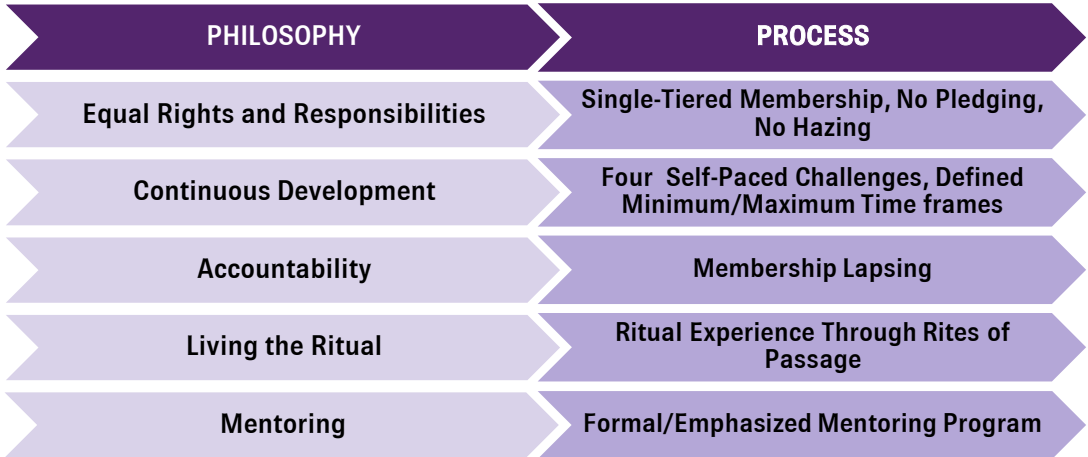 PHILOSOPHY
PROCESS
Equal Rights and Responsibilities
Single-Tiered Membership, No Pledging,
No Hazing
Continuous Development
Four Self-Paced Challenges, Defined
Minimum/Maximum Time frames
Accountability
Membership Lapsing
Living the Ritual
Ritual Experience Through Rites of
Passage
Mentoring
Formal/Emphasized Mentoring Program